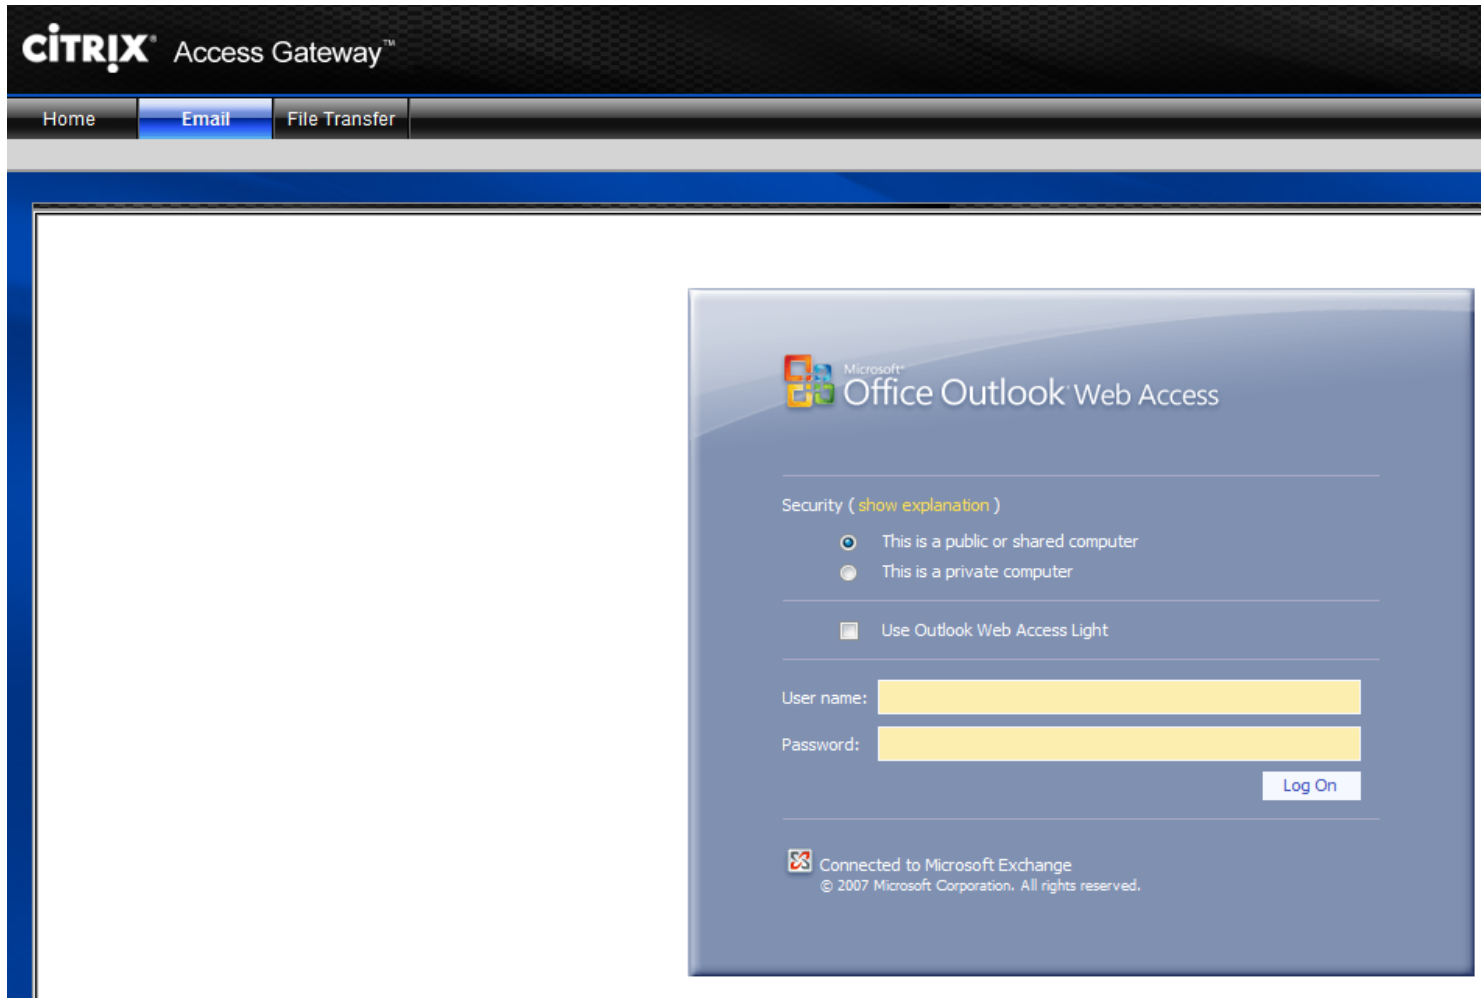 CİTRIX® Access Gateway™
Home Email File Transfer
Microsoft®
Office Outlook® Web Access
Security ( show explanation )
This is a public or shared computer
This is a private computer
Use Outlook Web Access Light
User name:
Password:
Log On
Connected to Microsoft Exchange
© 2007 Microsoft Corporation. All rights reserved.